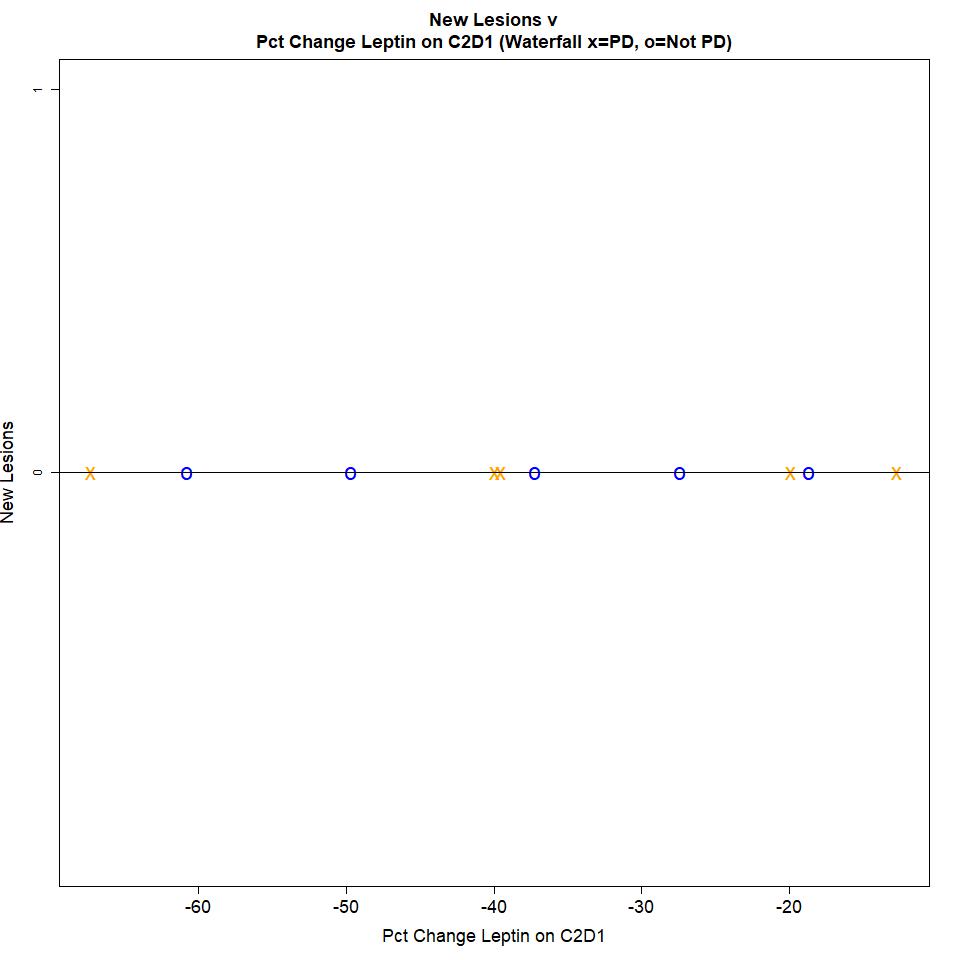 New Lesions v
Pct Change Leptin on C2D1 (Waterfall x=PD, o=Not PD)
1
New Lesions
0
x o o xx o o x o x
-60 -50 -40 -30 -20
Pct Change Leptin on C2D1